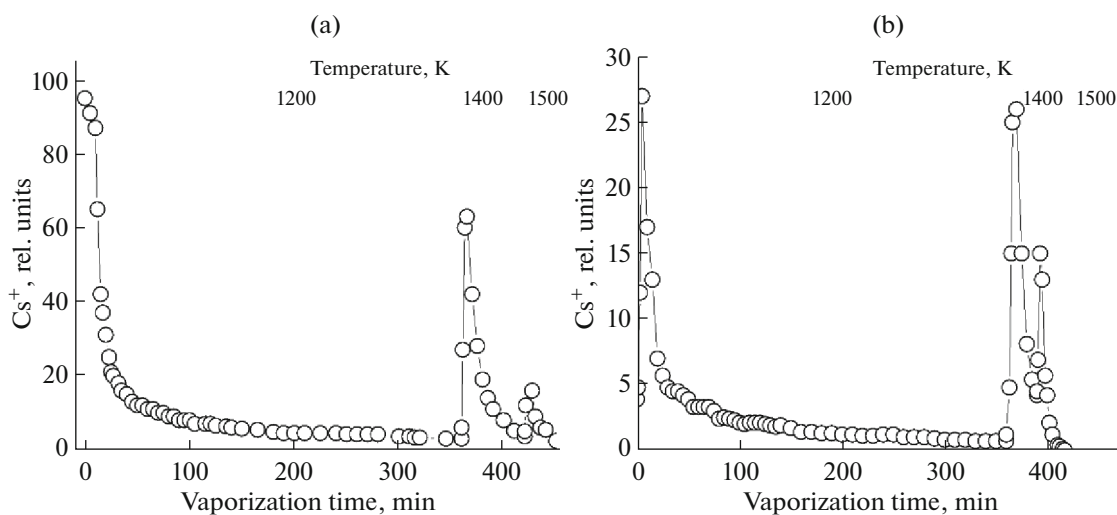 (a)
Temperature, K
1200 1400 1500
100
80
60
40
20
0
Cs+, rel. units
0 100 200 300 400
Vaporization time, min
(b)
Temperature, K
1200 1400 1500
30
25
20
15
10
5
0
Cs+, rel. units
0 100 200 300 400
Vaporization time, min